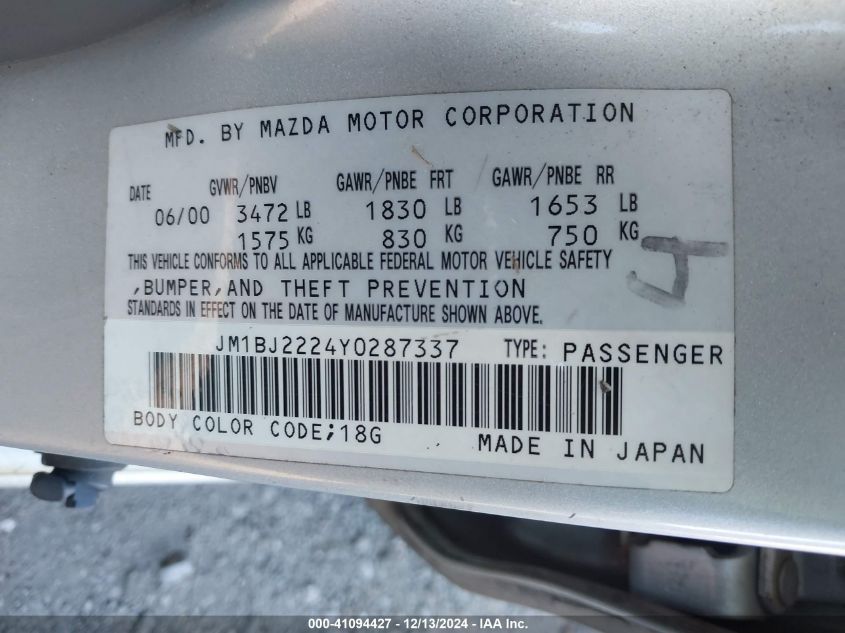 MFD. BY MAZDA MOTOR CORPORATION
DATE GVWR/PNBV GAWR/PNBE FRT GAWR/PNBE RR
06/00 3472 LB 1830 LB 1653 LB
1575 KG 830 KG 750 KG
THIS VEHICLE CONFORMS TO ALL APPLICABLE FEDERAL MOTOR VEHICLE SAFETY
,BUMPER,AND THEFT PREVENTION
STANDARDS IN EFFECT ON THE DATE OF MANUFACTURE SHOWN ABOVE.
JM1BJ2224Y0287337 TYPE: PASSENGER
BODY COLOR CODE;18G
MADE IN JAPAN
000-41094427 - 12/13/2024 - IAA Inc.